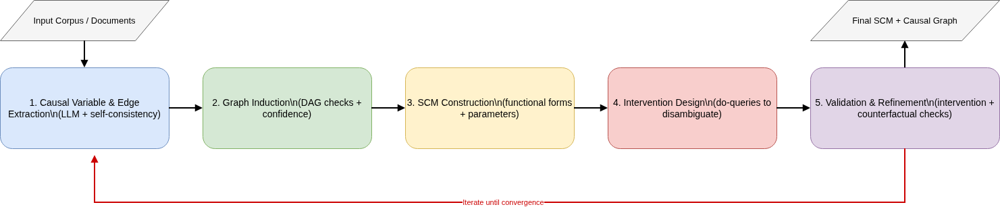 Input Corpus / Documents
Final SCM + Causal Graph
1. Causal Variable & Edge
Extraction\n(LLM + self-consistency)
2. Graph Induction\n(DAG checks +
confidence)
3. SCM Construction\n(functional forms
+ parameters)
4. Intervention Design\n(do-queries to
disambiguate)
5. Validation & Refinement\n(intervention +
counterfactual checks)
Iterate until convergence